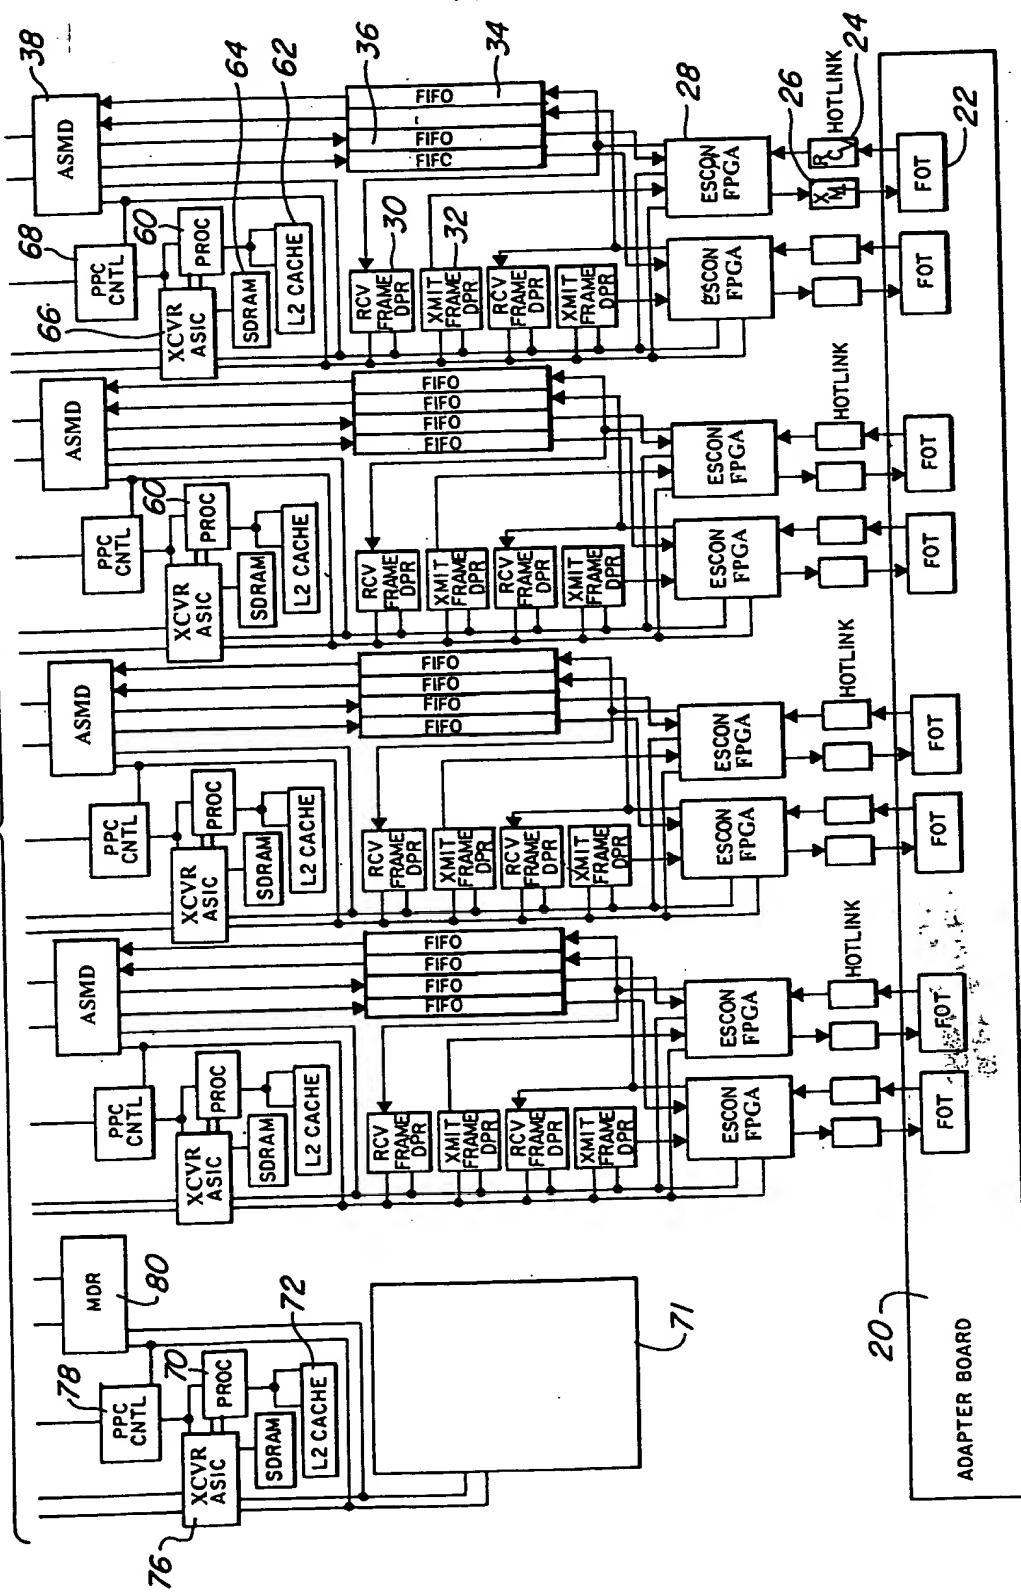 76
XCVR
ASIC
78
PPC
CNTL
MDR
80
70
PROC
SDRAM
L2 CACHE
72
71
PPC
CNTL
ASMD
XCVR
ASIC
PROC
SDRAM
L2 CACHE
FIFO
FIFO
FIFO
FIFO
RCV
FRAME
DPR
XMIT
FRAME
DPR
RCV
FRAME
DPR
XMIT
FRAME
DPR
ESCON
FPGA
ESCON
FPGA
HOTLINK
FOT
FOT
PPC
CNTL
ASMD
XCVR
ASIC
PROC
SDRAM
L2 CACHE
FIFO
FIFO
FIFO
FIFO
RCV
FRAME
DPR
XMIT
FRAME
DPR
RCV
FRAME
DPR
XMIT
FRAME
DPR
ESCON
FPGA
ESCON
FPGA
HOTLINK
FOT
FOT
PPC
CNTL
ASMD
XCVR
ASIC
60
PROC
SDRAM
L2 CACHE
FIFO
FIFO
FIFO
FIFO
RCV
FRAME
DPR
XMIT
FRAME
DPR
RCV
FRAME
DPR
XMIT
FRAME
DPR
ESCON
FPGA
ESCON
FPGA
HOTLINK
FOT
FOT
68
PPC
CNTL
ASMD
38
66
XCVR
ASIC
60
PROC
64
SDRAM
L2 CACHE
62
FIFC
FIFO
36
FIFO
34
RCV
FRAME
DPR
30
XMIT
FRAME
DPR
32
RCV
FRAME
DPR
XMIT
FRAME
DPR
ESCON
FPGA
ESCON
FPGA
28
XMT
26
RCV
24
HOTLINK
FOT
FOT
22
20
ADAPTER BOARD